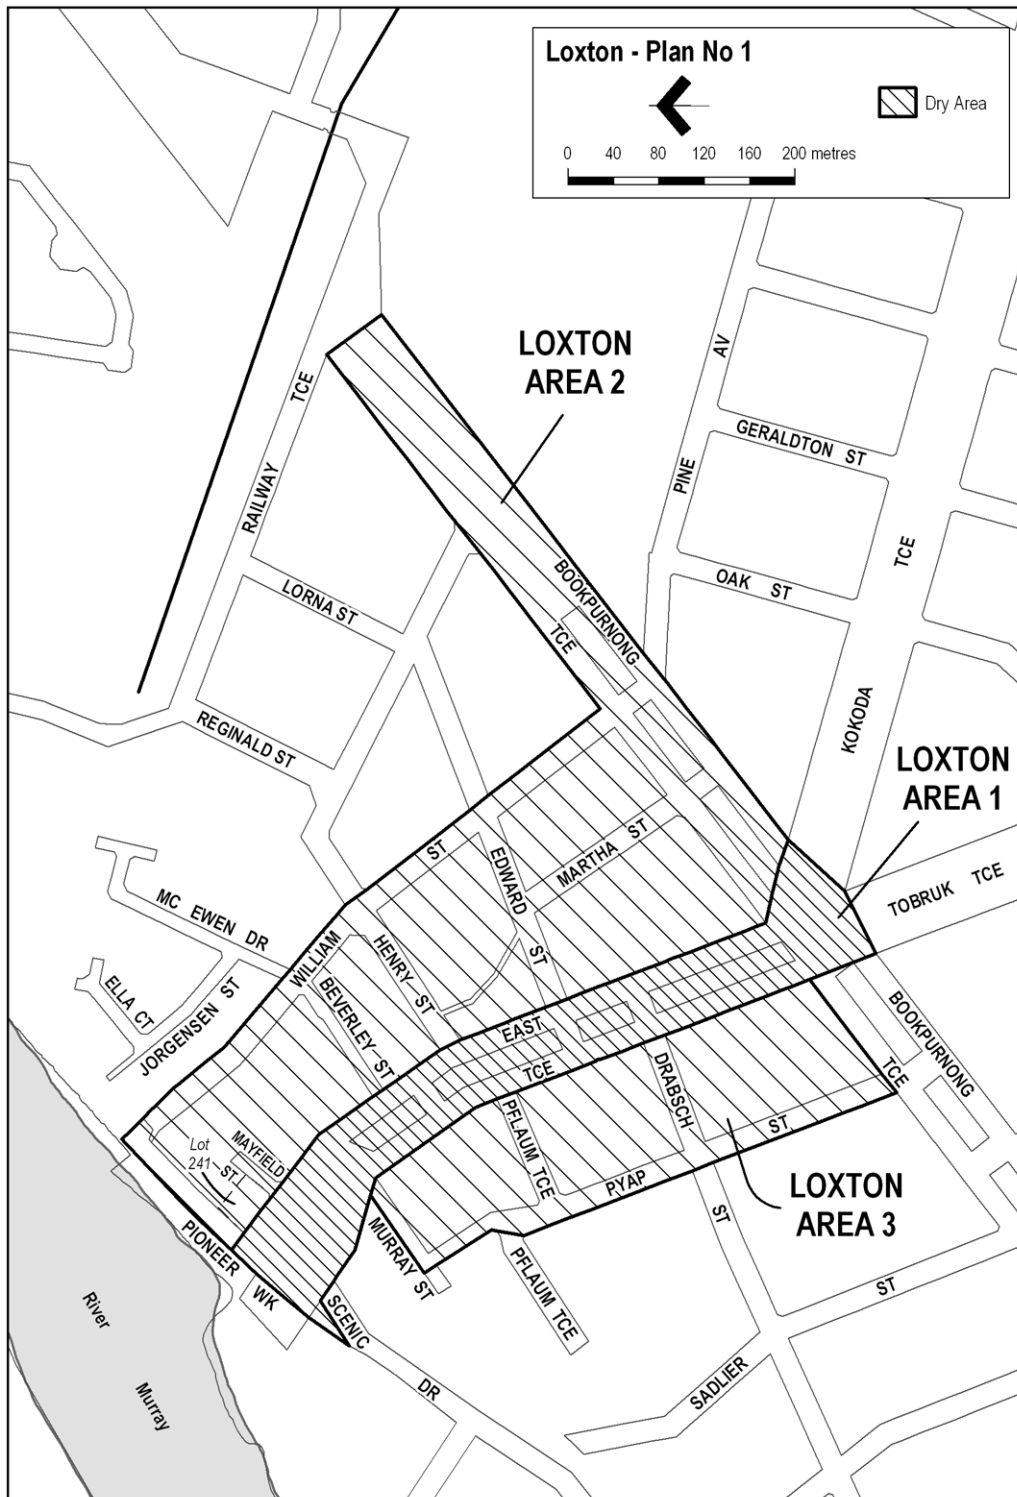 Loxton - Plan No 1
Dry Area
0 40 80 120 160 200 metres
LOXTON
AREA 2
RAILWAY TCE
PINE AV
GERALDTON ST
OAK ST
KOKODA TCE
LORNA ST
REGINALD ST
BOOKPURNONG
TCE
LOXTON
AREA 1
TOBRUK TCE
MC EWEN DR
ELLA CT
JORGENSEN ST
WILLIAM ST
HENRY ST
BEVERLEY ST
EDWARD ST
MARTHA ST
EAST
TCE
BOOKPURNONG
TCE
DRABSCH
ST
PFLAUM TCE
PYAP ST
LOXTON
AREA 3
Lot
241
MAYFIELD
ST
PIONEER
WK
MURRAY ST
PFLAUM TCE
SCENIC
DR
SADLIER
ST
River
Murray